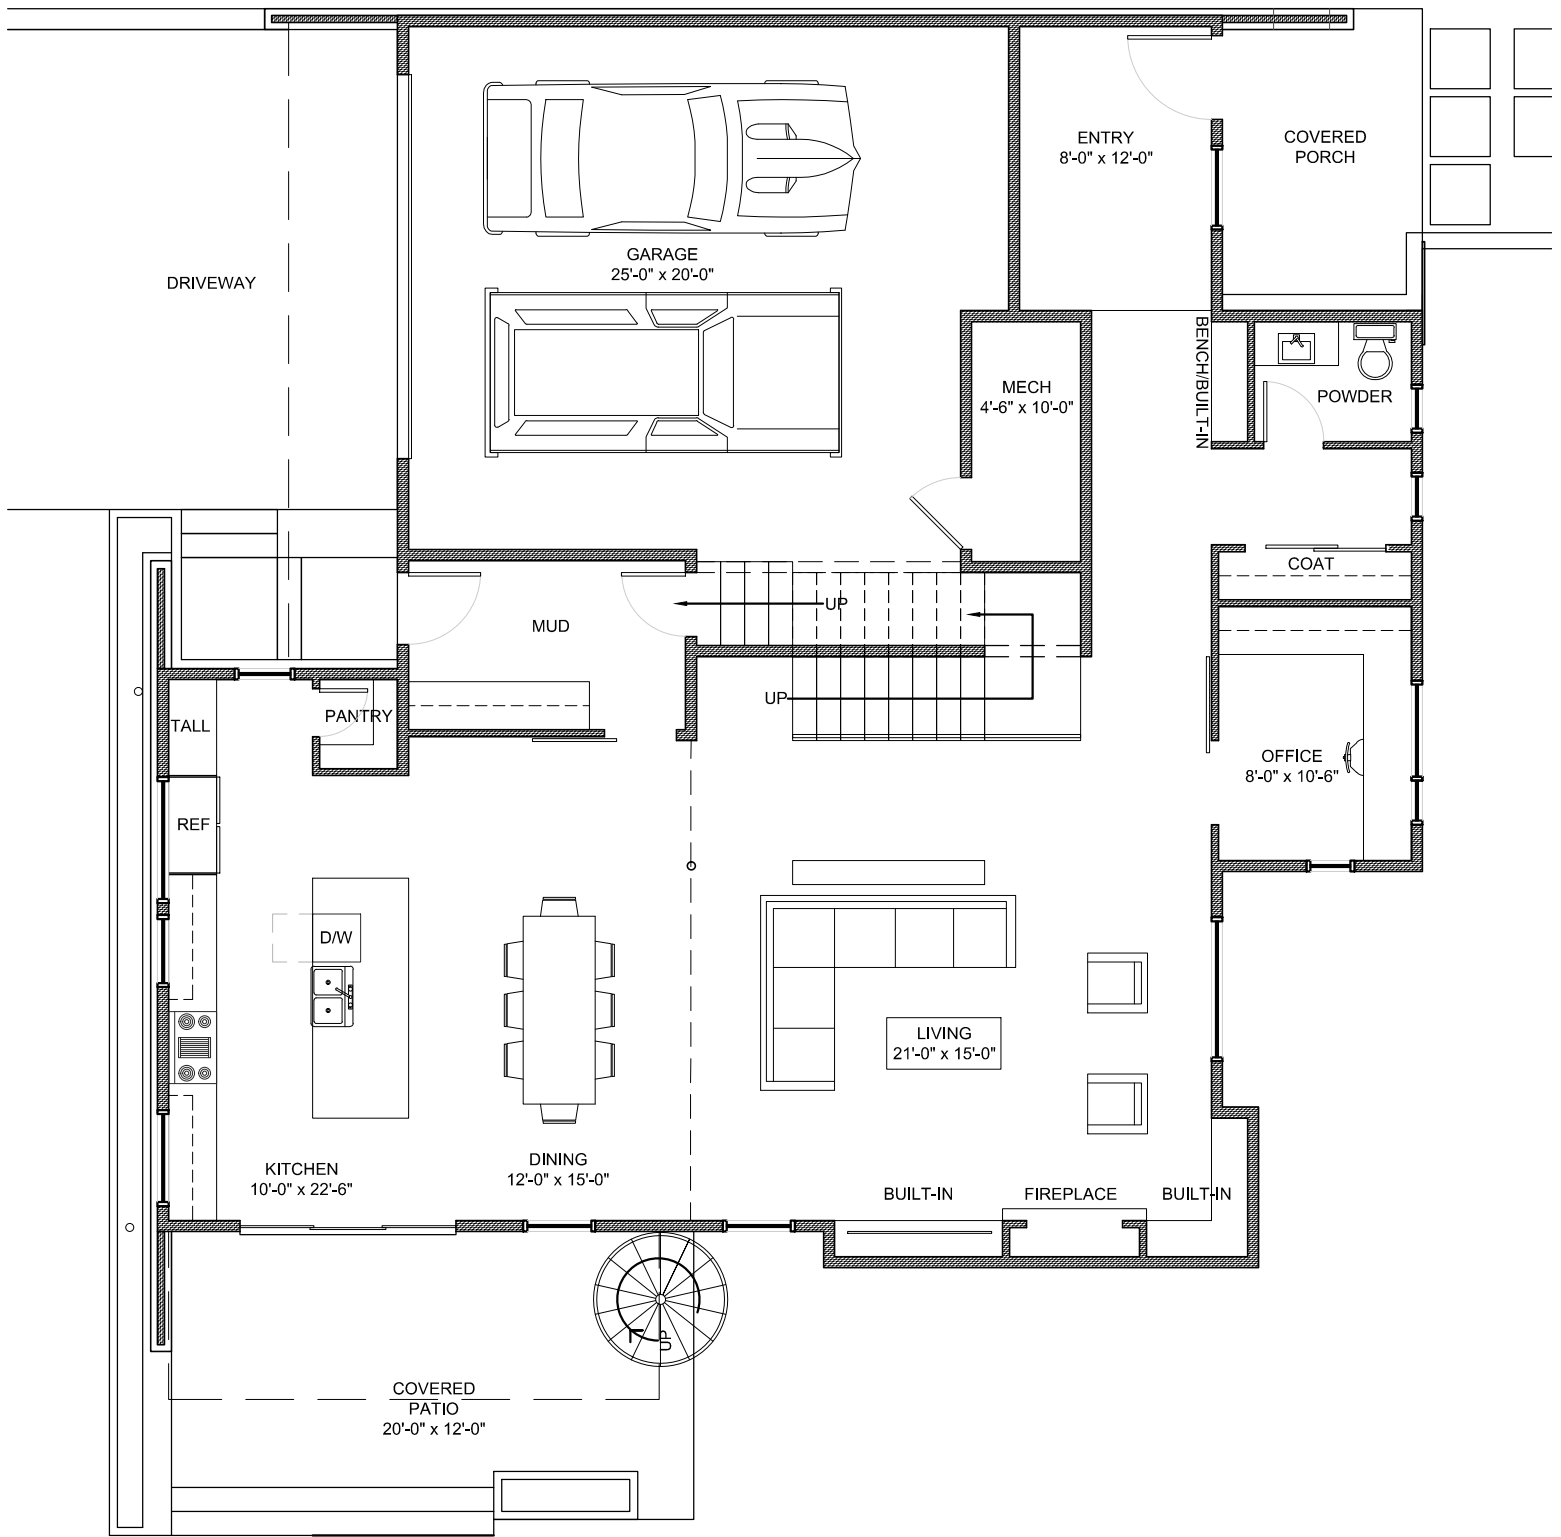 ENTRY
8'-0" x 12'-0"
COVERED
PORCH
GARAGE
25'-0" x 20'-0"
DRIVEWAY
BENCH/BUILT-IN
MECH
4'-6" x 10'-0"
POWDER
COAT
UP
MUD
UP
PANTRY
TALL
OFFICE
8'-0" x 10'-6"
REF
D/W
LIVING
21'-0" x 15'-0"
DINING
12'-0" x 15'-0"
KITCHEN
10'-0" x 22'-6"
BUILT-IN
FIREPLACE
BUILT-IN
UP
COVERED
PATIO
20'-0" x 12'-0"